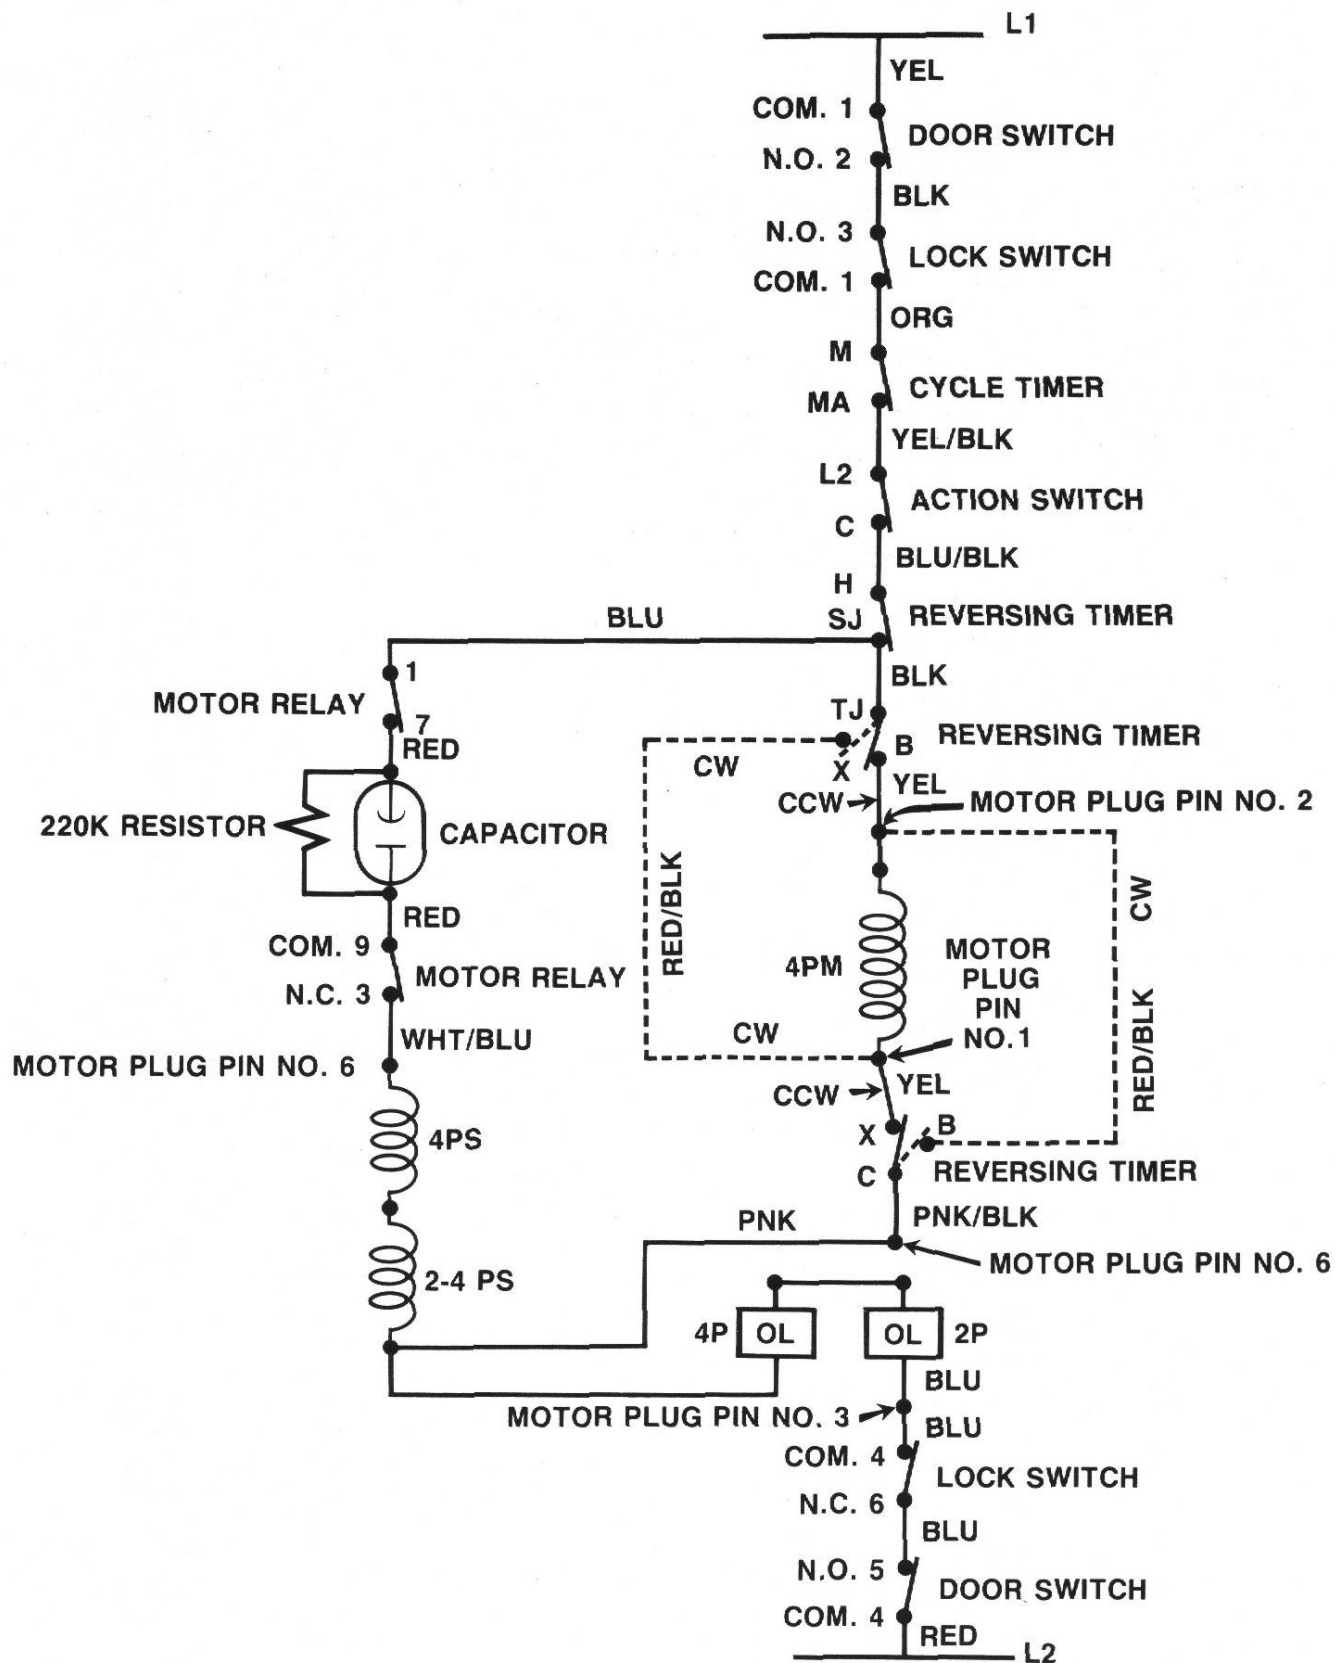 L1
YEL
COM. 1
DOOR SWITCH
N.O. 2
BLK
N.O. 3
LOCK SWITCH
COM. 1
ORG
M
CYCLE TIMER
MA
YEL/BLK
L2
ACTION SWITCH
C
BLU/BLK
H
REVERSING TIMER
SJ
BLU
BLK
1
MOTOR RELAY
7
RED
TJ
REVERSING TIMER
B
X
CW
YEL
CCW
MOTOR PLUG PIN NO. 2
220K RESISTOR
CAPACITOR
RED/BLK
CW
RED
COM. 9
MOTOR RELAY
N.C. 3
4PM
MOTOR
PLUG
PIN
NO.1
RED/BLK
WHT/BLU
CW
MOTOR PLUG PIN NO. 6
CCW
YEL
4PS
X
B
C
REVERSING TIMER
PNK
PNK/BLK
MOTOR PLUG PIN NO. 6
2-4 PS
4P
OL
OL
2P
BLU
MOTOR PLUG PIN NO. 3
BLU
COM. 4
LOCK SWITCH
N.C. 6
BLU
N.O. 5
DOOR SWITCH
COM. 4
RED
L2